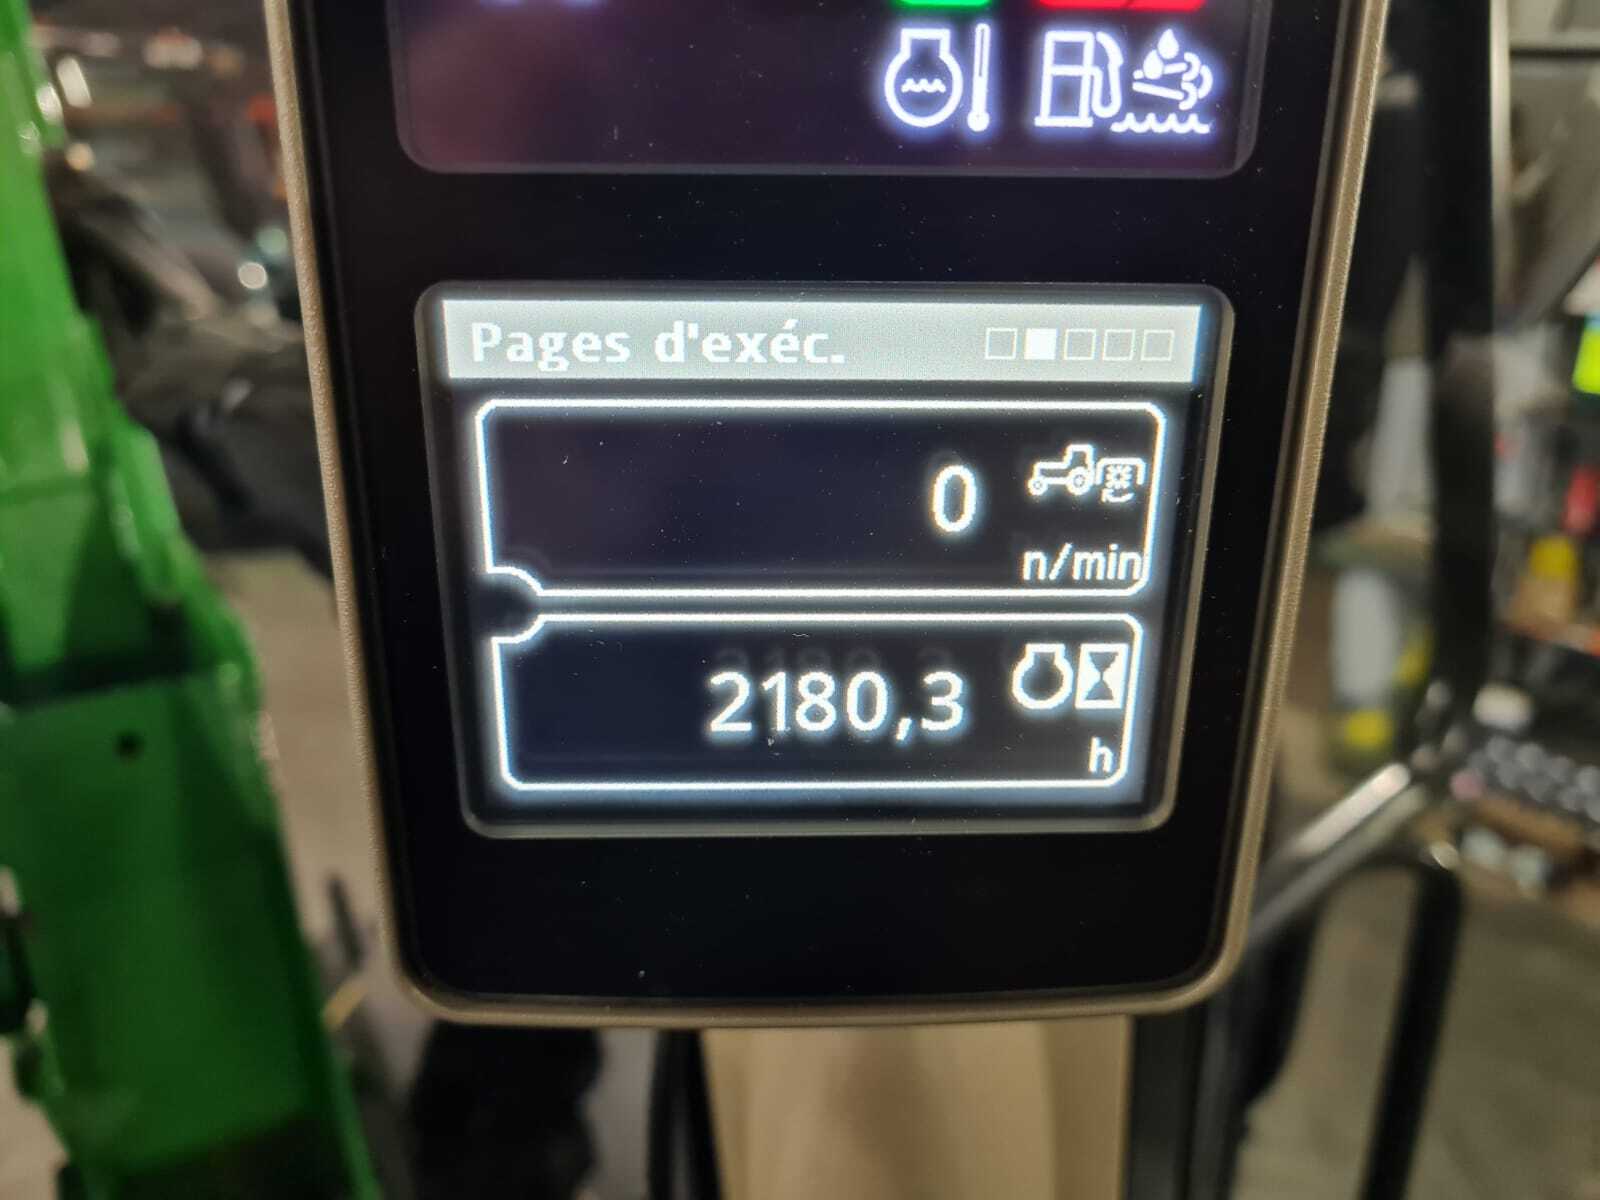 Pages d'exéc.
0
n/min
2180,3
h